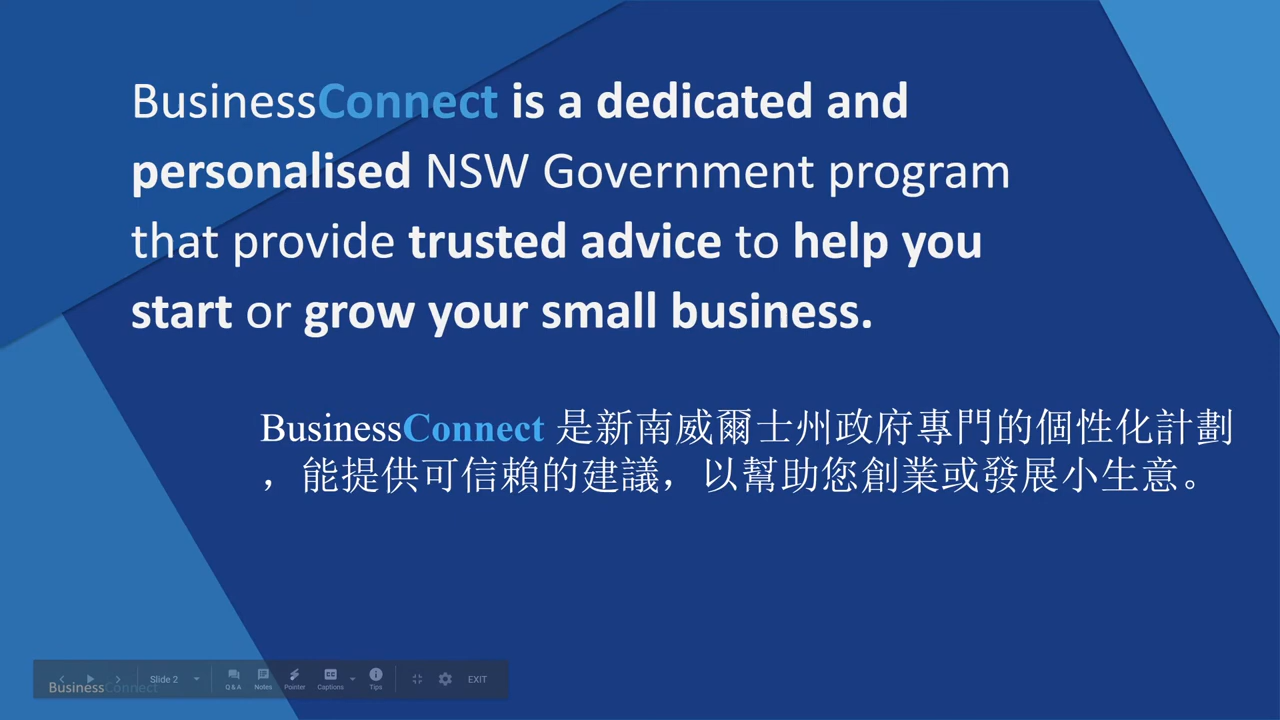 BusinessConnect is a dedicated and
personalised NSW Government program
that provide trusted advice to help you
start or grow your small business.
BusinessConnect 是新南威爾士州政府專門的個性化計劃
，能提供可信賴的建議，以幫助您創業或發展小生意。
Slide 2 Q&A Notes Pointer Captions Tips EXIT
BusinessConnect